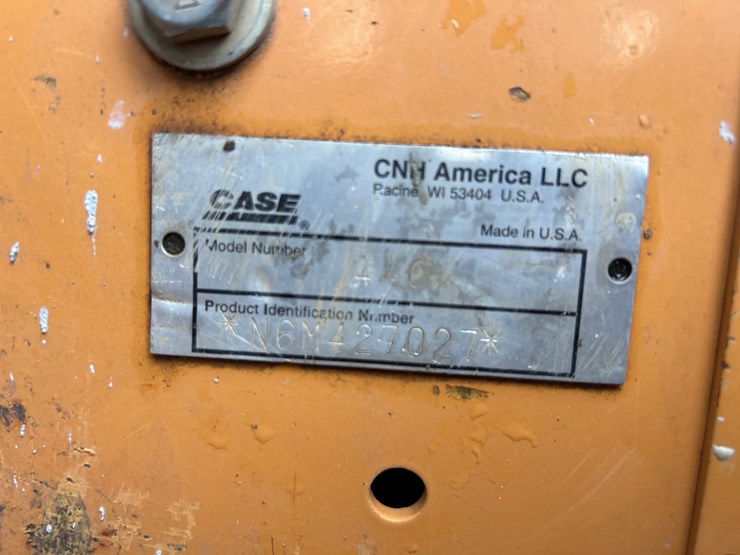 CNH America LLC
Racine, WI 53404 U.S.A.
CASE
®
Made in U.S.A.
Model Number
Product Identification Number
*N6M427027*